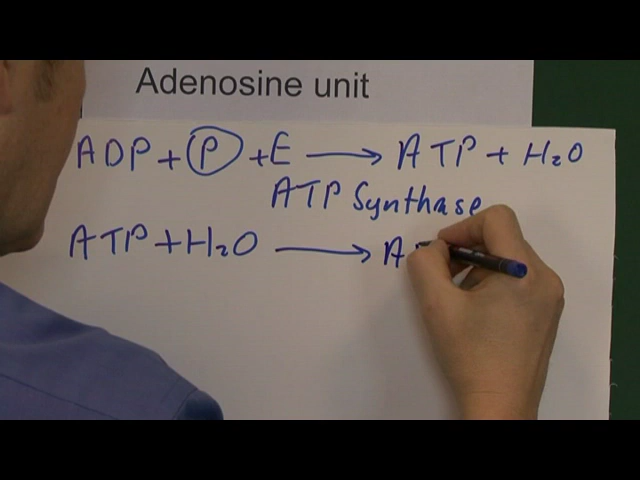 Adenosine unit
ADP + P + E → ATP + H₂O
ATP Synthase
ATP + H₂O → A